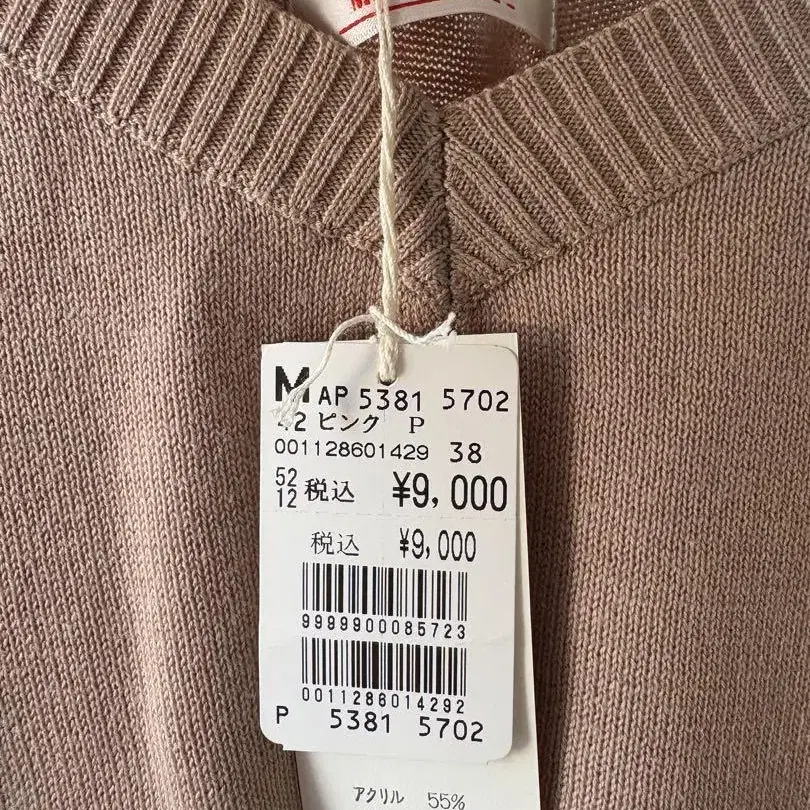 M AP 5381 5702
42 ピンク P
001128601429 38
52
12 税込 ¥9,000
税込 ¥9,000
9999900085723
0011286014292
P 5381 5702
アクリル 55%